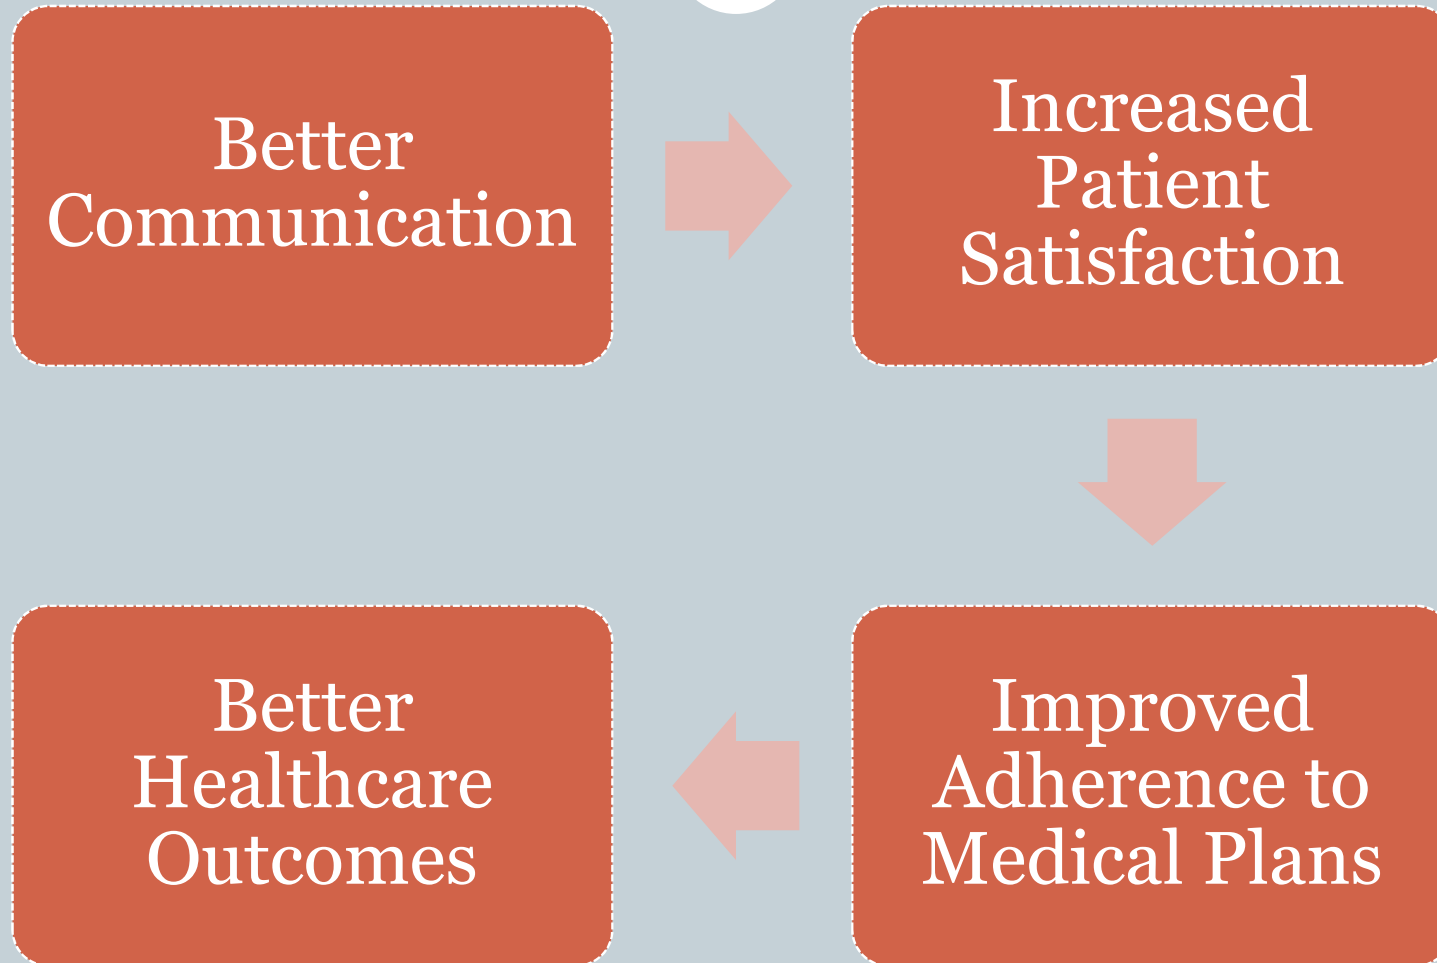 Better
Communication
Increased
Patient
Satisfaction
Improved
Adherence to
Medical Plans
Better
Healthcare
Outcomes